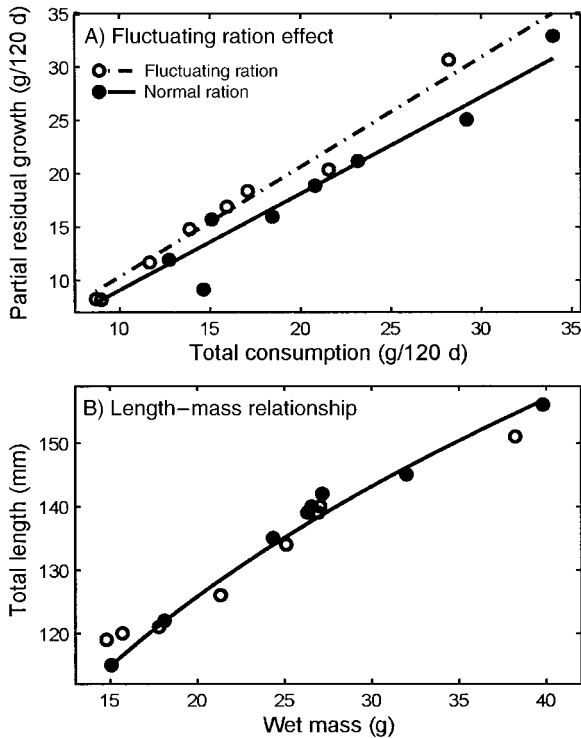 A) Fluctuating ration effect
Fluctuating ration
Normal ration
Partial residual growth (g/120 d)
35
30
25
20
15
10
10
15
20
25
30
35
Total consumption (g/120 d)
B) Length–mass relationship
Total length (mm)
150
140
130
120
15
20
25
30
35
40
Wet mass (g)